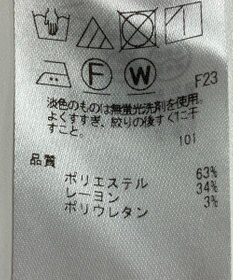 F W
F23
淡色のものは無蛍光洗剤を使用。
よくすすぎ、絞りの後すぐに干
すこと。
101
品質
ポリエステル 63%
レーヨン 34%
ポリウレタン 3%